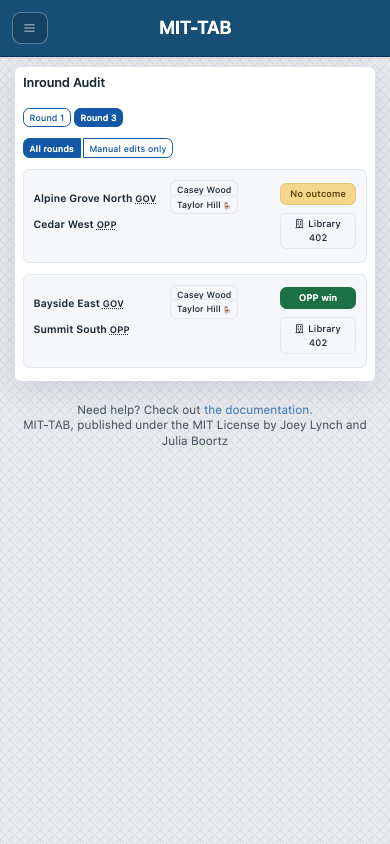 MIT-TAB
Inround Audit
Round 1
Round 3
All rounds
Manual edits only
Alpine Grove North GOV
Cedar West OPP
Casey Wood
Taylor Hill
No outcome
Library
402
Bayside East GOV
Summit South OPP
Casey Wood
Taylor Hill
OPP win
Library
402
Need help? Check out the documentation.
MIT-TAB, published under the MIT License by Joey Lynch and
Julia Boortz